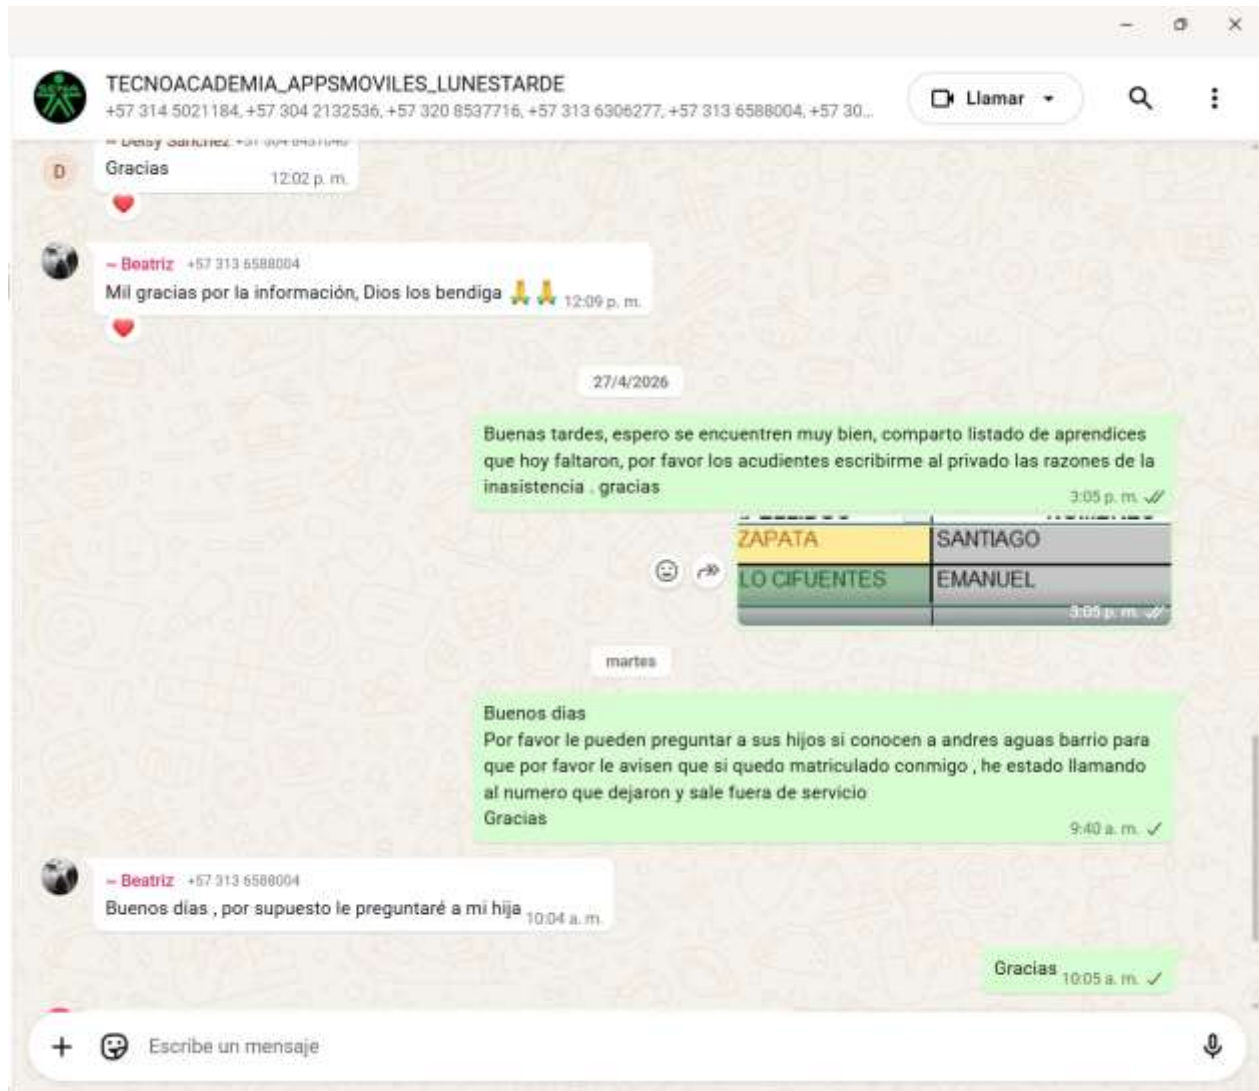 TECNOACADEMIA_APPSMOVILES_LUNESTARDE
+57 314 5021184, +57 304 2132536, +57 320 8537716, +57 313 6306277, +57 313 6588004, +57 30...
Llamar
~ Deisy Sanchez
D
Gracias
12:02 p. m.
~ Beatriz +57 313 6588004
Mil gracias por la información, Dios los bendiga 🙏 🙏 12:09 p. m.
27/4/2026
Buenas tardes, espero se encuentren muy bien, comparto listado de aprendices
que hoy faltaron, por favor los acudientes escribirme al privado las razones de la
inasistencia . gracias
3:05 p. m.
ZAPATA SANTIAGO
LO CIFUENTES EMANUEL
3:05 p. m.
martes
Buenos dias
Por favor le pueden preguntar a sus hijos si conocen a andres aguas barrio para
que por favor le avisen que si quedo matriculado conmigo , he estado llamando
al numero que dejaron y sale fuera de servicio
Gracias
9:40 a. m.
~ Beatriz +57 313 6588004
Buenos días , por supuesto le preguntaré a mi hija 10:04 a. m.
Gracias 10:05 a. m.
Escribe un mensaje